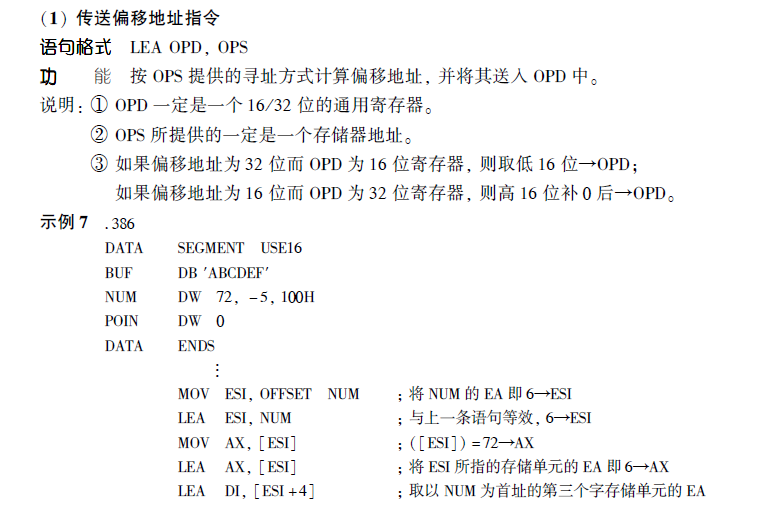 (1) 传送偏移地址指令
语句格式 LEA OPD, OPS
功 能 按 OPS 提供的寻址方式计算偏移地址, 并将其送入 OPD 中。
说明: ① OPD 一定是一个 16/32 位的通用寄存器。
② OPS 所提供的一定是一个存储器地址。
③ 如果偏移地址为 32 位而 OPD 为 16 位寄存器, 则取低 16 位→OPD;
如果偏移地址为 16 位而 OPD 为 32 位寄存器, 则高 16 位补 0 后→OPD。
示例 7 .386
DATA SEGMENT USE16
BUF DB 'ABCDEF'
NUM DW 72, -5, 100H
POIN DW 0
DATA ENDS
⋮
MOV ESI, OFFSET NUM ; 将 NUM 的 EA 即 6→ESI
LEA ESI, NUM ; 与上一条语句等效, 6→ESI
MOV AX, [ESI] ; ([ESI]) = 72→AX
LEA AX, [ESI] ; 将 ESI 所指的存储单元的 EA 即 6→AX
LEA DI, [ESI+4] ; 取以 NUM 为首址的第三个字存储单元的 EA